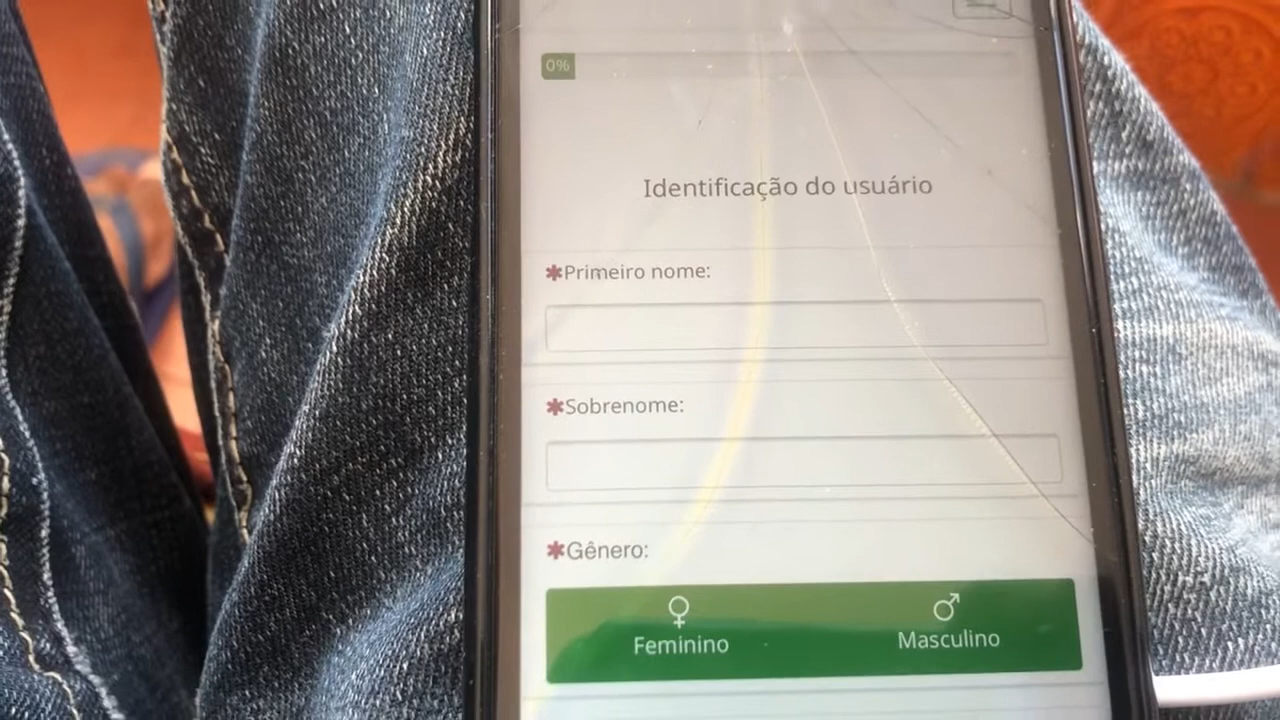 0%
Identificação do usuário
✱Primeiro nome:
✱Sobrenome:
✱Gênero:
Feminino
Masculino